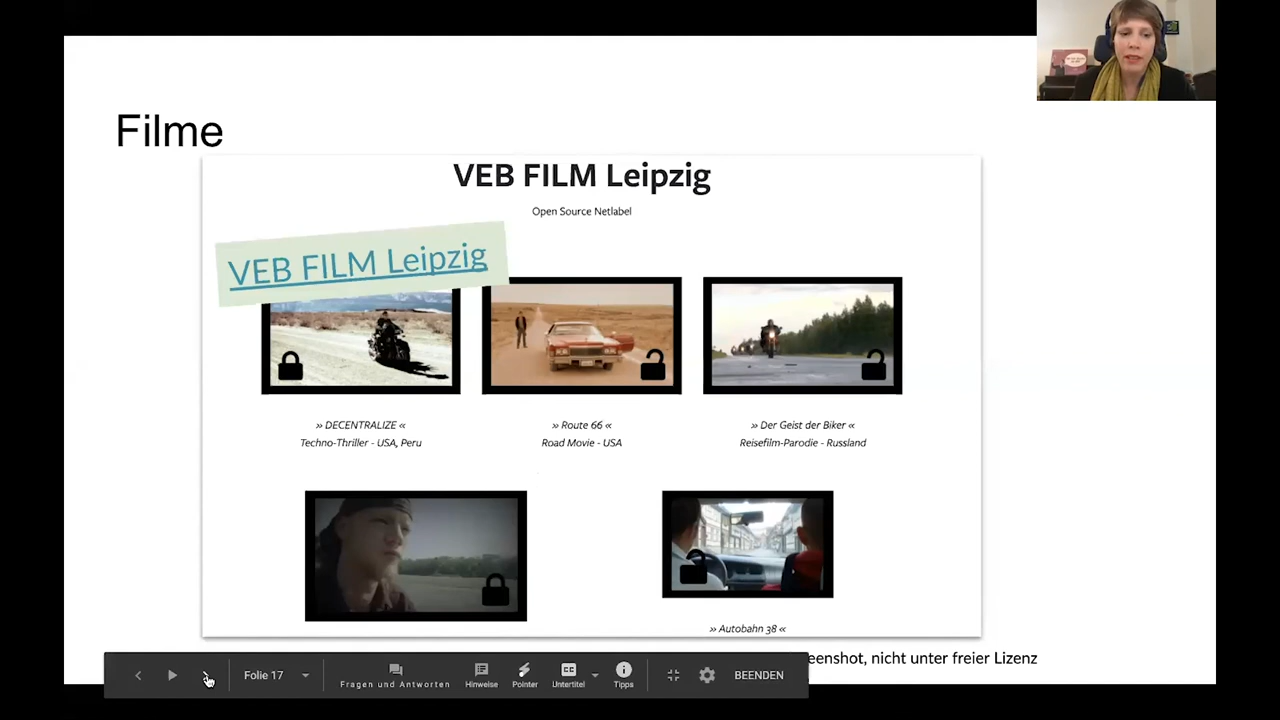 Filme
VEB FILM Leipzig
Open Source Netlabel
VEB FILM Leipzig
» DECENTRALIZE «
Techno-Thriller - USA, Peru
» Route 66 «
Road Movie - USA
» Der Geist der Biker «
Reisefilm-Parodie - Russland
» Autobahn 38 «
eenshot, nicht unter freier Lizenz
Folie 17
Fragen und Antworten
Hinweise
Pointer
Untertitel
Tipps
BEENDEN